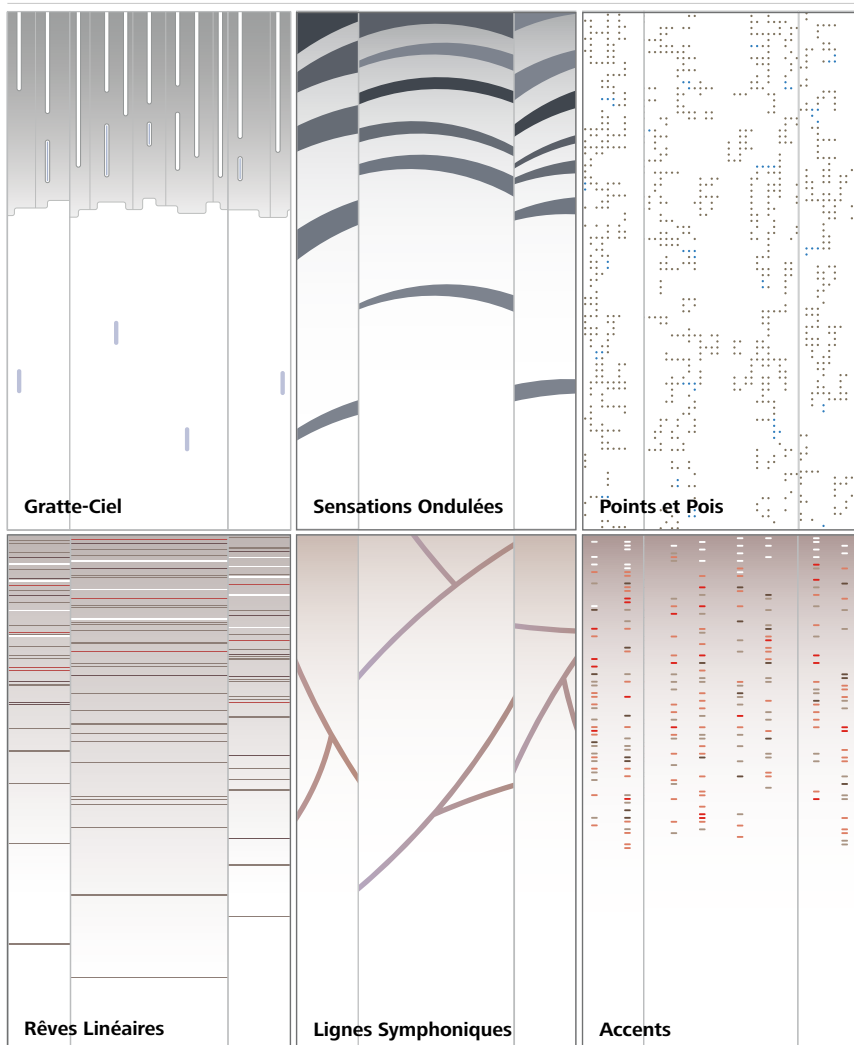 Gratte-Ciel
Sensations Ondulées
Points et Pois
Rêves Linéaires
Lignes Symphoniques
Accents